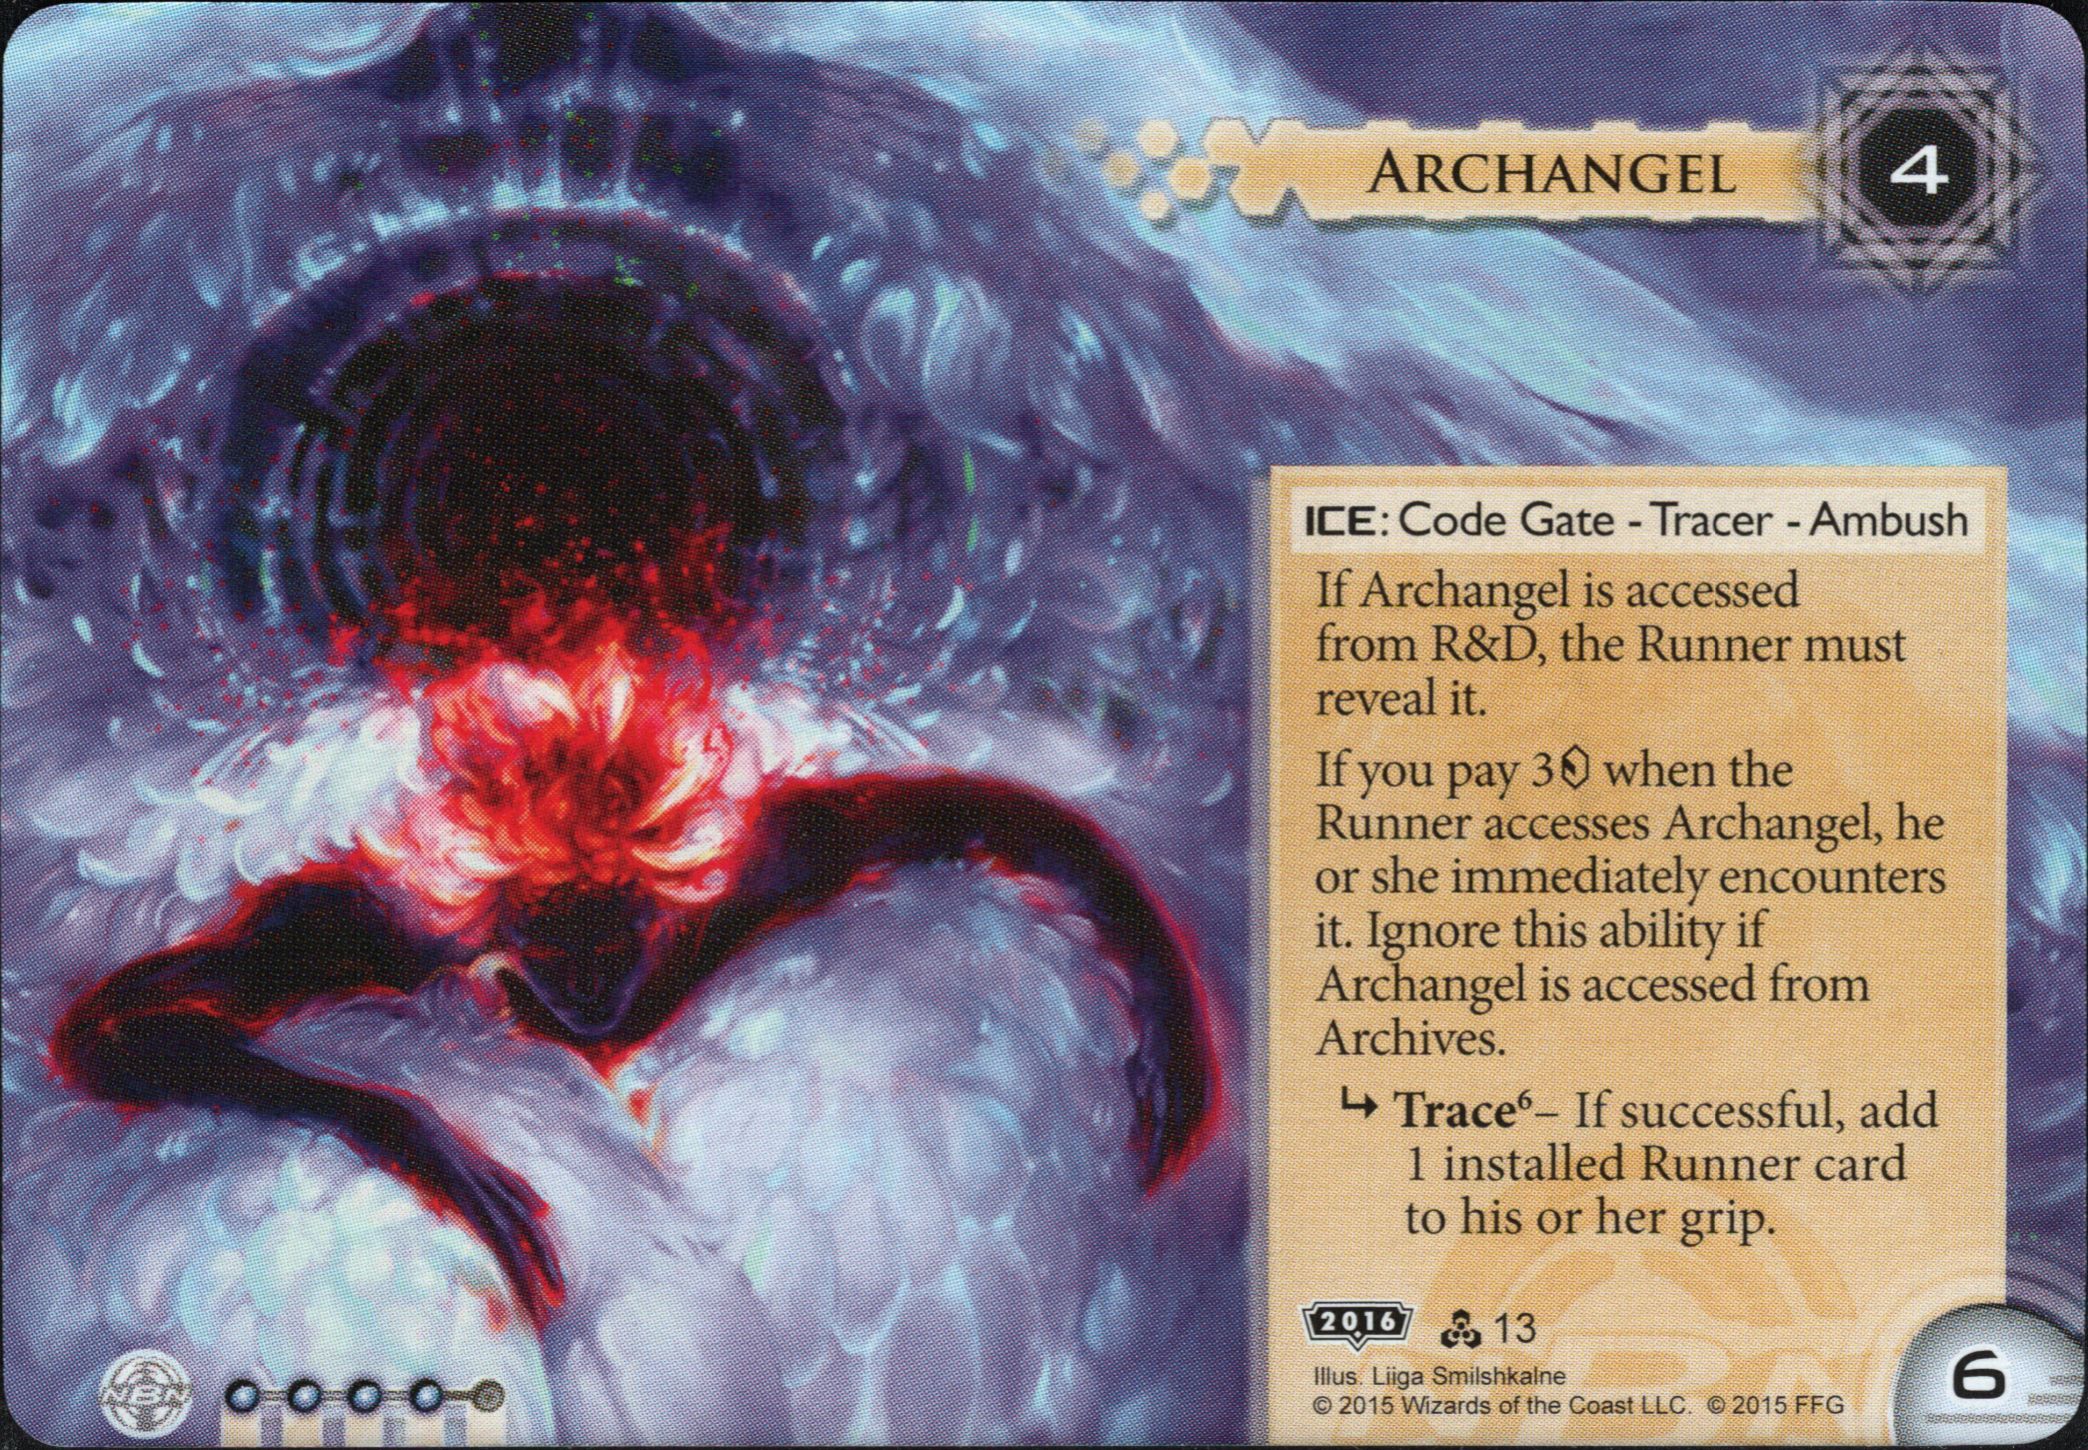 ARCHANGEL
4
ICE: Code Gate - Tracer - Ambush
If Archangel is accessed
from R&D, the Runner must
reveal it.
If you pay 3 when the
Runner accesses Archangel, he
or she immediately encounters
it. Ignore this ability if
Archangel is accessed from
Archives.
Trace⁶– If successful, add
1 installed Runner card
to his or her grip.
2016 13
Illus. Liiga Smilshkalne
© 2015 Wizards of the Coast LLC. © 2015 FFG
6
NBN